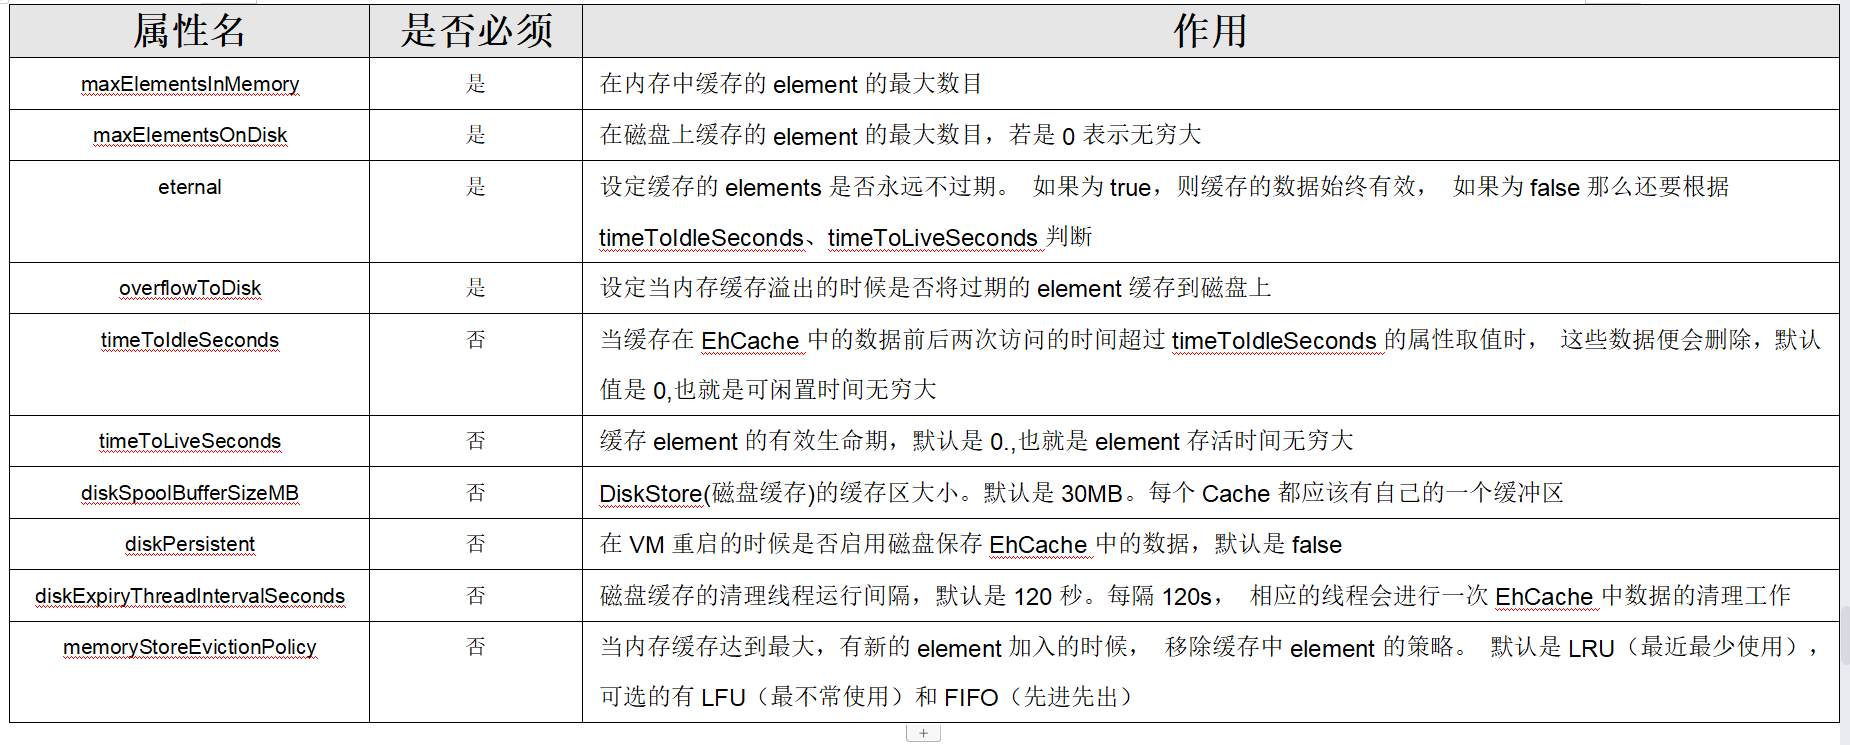 属性名 是否必须 作用
maxElementsInMemory 是 在内存中缓存的 element 的最大数目
maxElementsOnDisk 是 在磁盘上缓存的 element 的最大数目，若是 0 表示无穷大
eternal 是 设定缓存的 elements 是否永远不过期。 如果为 true，则缓存的数据始终有效， 如果为 false 那么还要根据
timeToIdleSeconds、timeToLiveSeconds 判断
overflowToDisk 是 设定当内存缓存溢出的时候是否将过期的 element 缓存到磁盘上
timeToIdleSeconds 否 当缓存在 EhCache 中的数据前后两次访问的时间超过 timeToIdleSeconds 的属性取值时， 这些数据便会删除，默认
值是 0,也就是可闲置时间无穷大
timeToLiveSeconds 否 缓存 element 的有效生命期，默认是 0.,也就是 element 存活时间无穷大
diskSpoolBufferSizeMB 否 DiskStore(磁盘缓存)的缓存区大小。默认是 30MB。每个 Cache 都应该有自己的一个缓冲区
diskPersistent 否 在 VM 重启的时候是否启用磁盘保存 EhCache 中的数据，默认是 false
diskExpiryThreadIntervalSeconds 否 磁盘缓存的清理线程运行间隔，默认是 120 秒。每隔 120s， 相应的线程会进行一次 EhCache 中数据的清理工作
memoryStoreEvictionPolicy 否 当内存缓存达到最大，有新的 element 加入的时候， 移除缓存中 element 的策略。 默认是 LRU（最近最少使用），
可选的有 LFU（最不常使用）和 FIFO（先进先出）